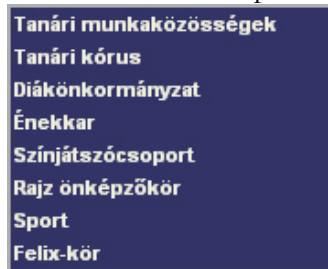 Tanári munkaközösségek
Tanári kórus
Diákönkormányzat
Énekkar
Színjátszócsoport
Rajz önképzőkör
Sport
Felix-kör